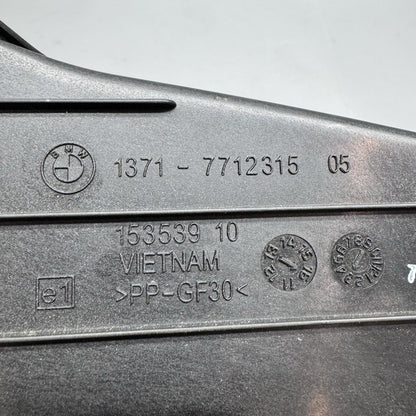 BMW
1371 - 7712315 05
153539 10
VIETNAM
e1 >PP-GF30<